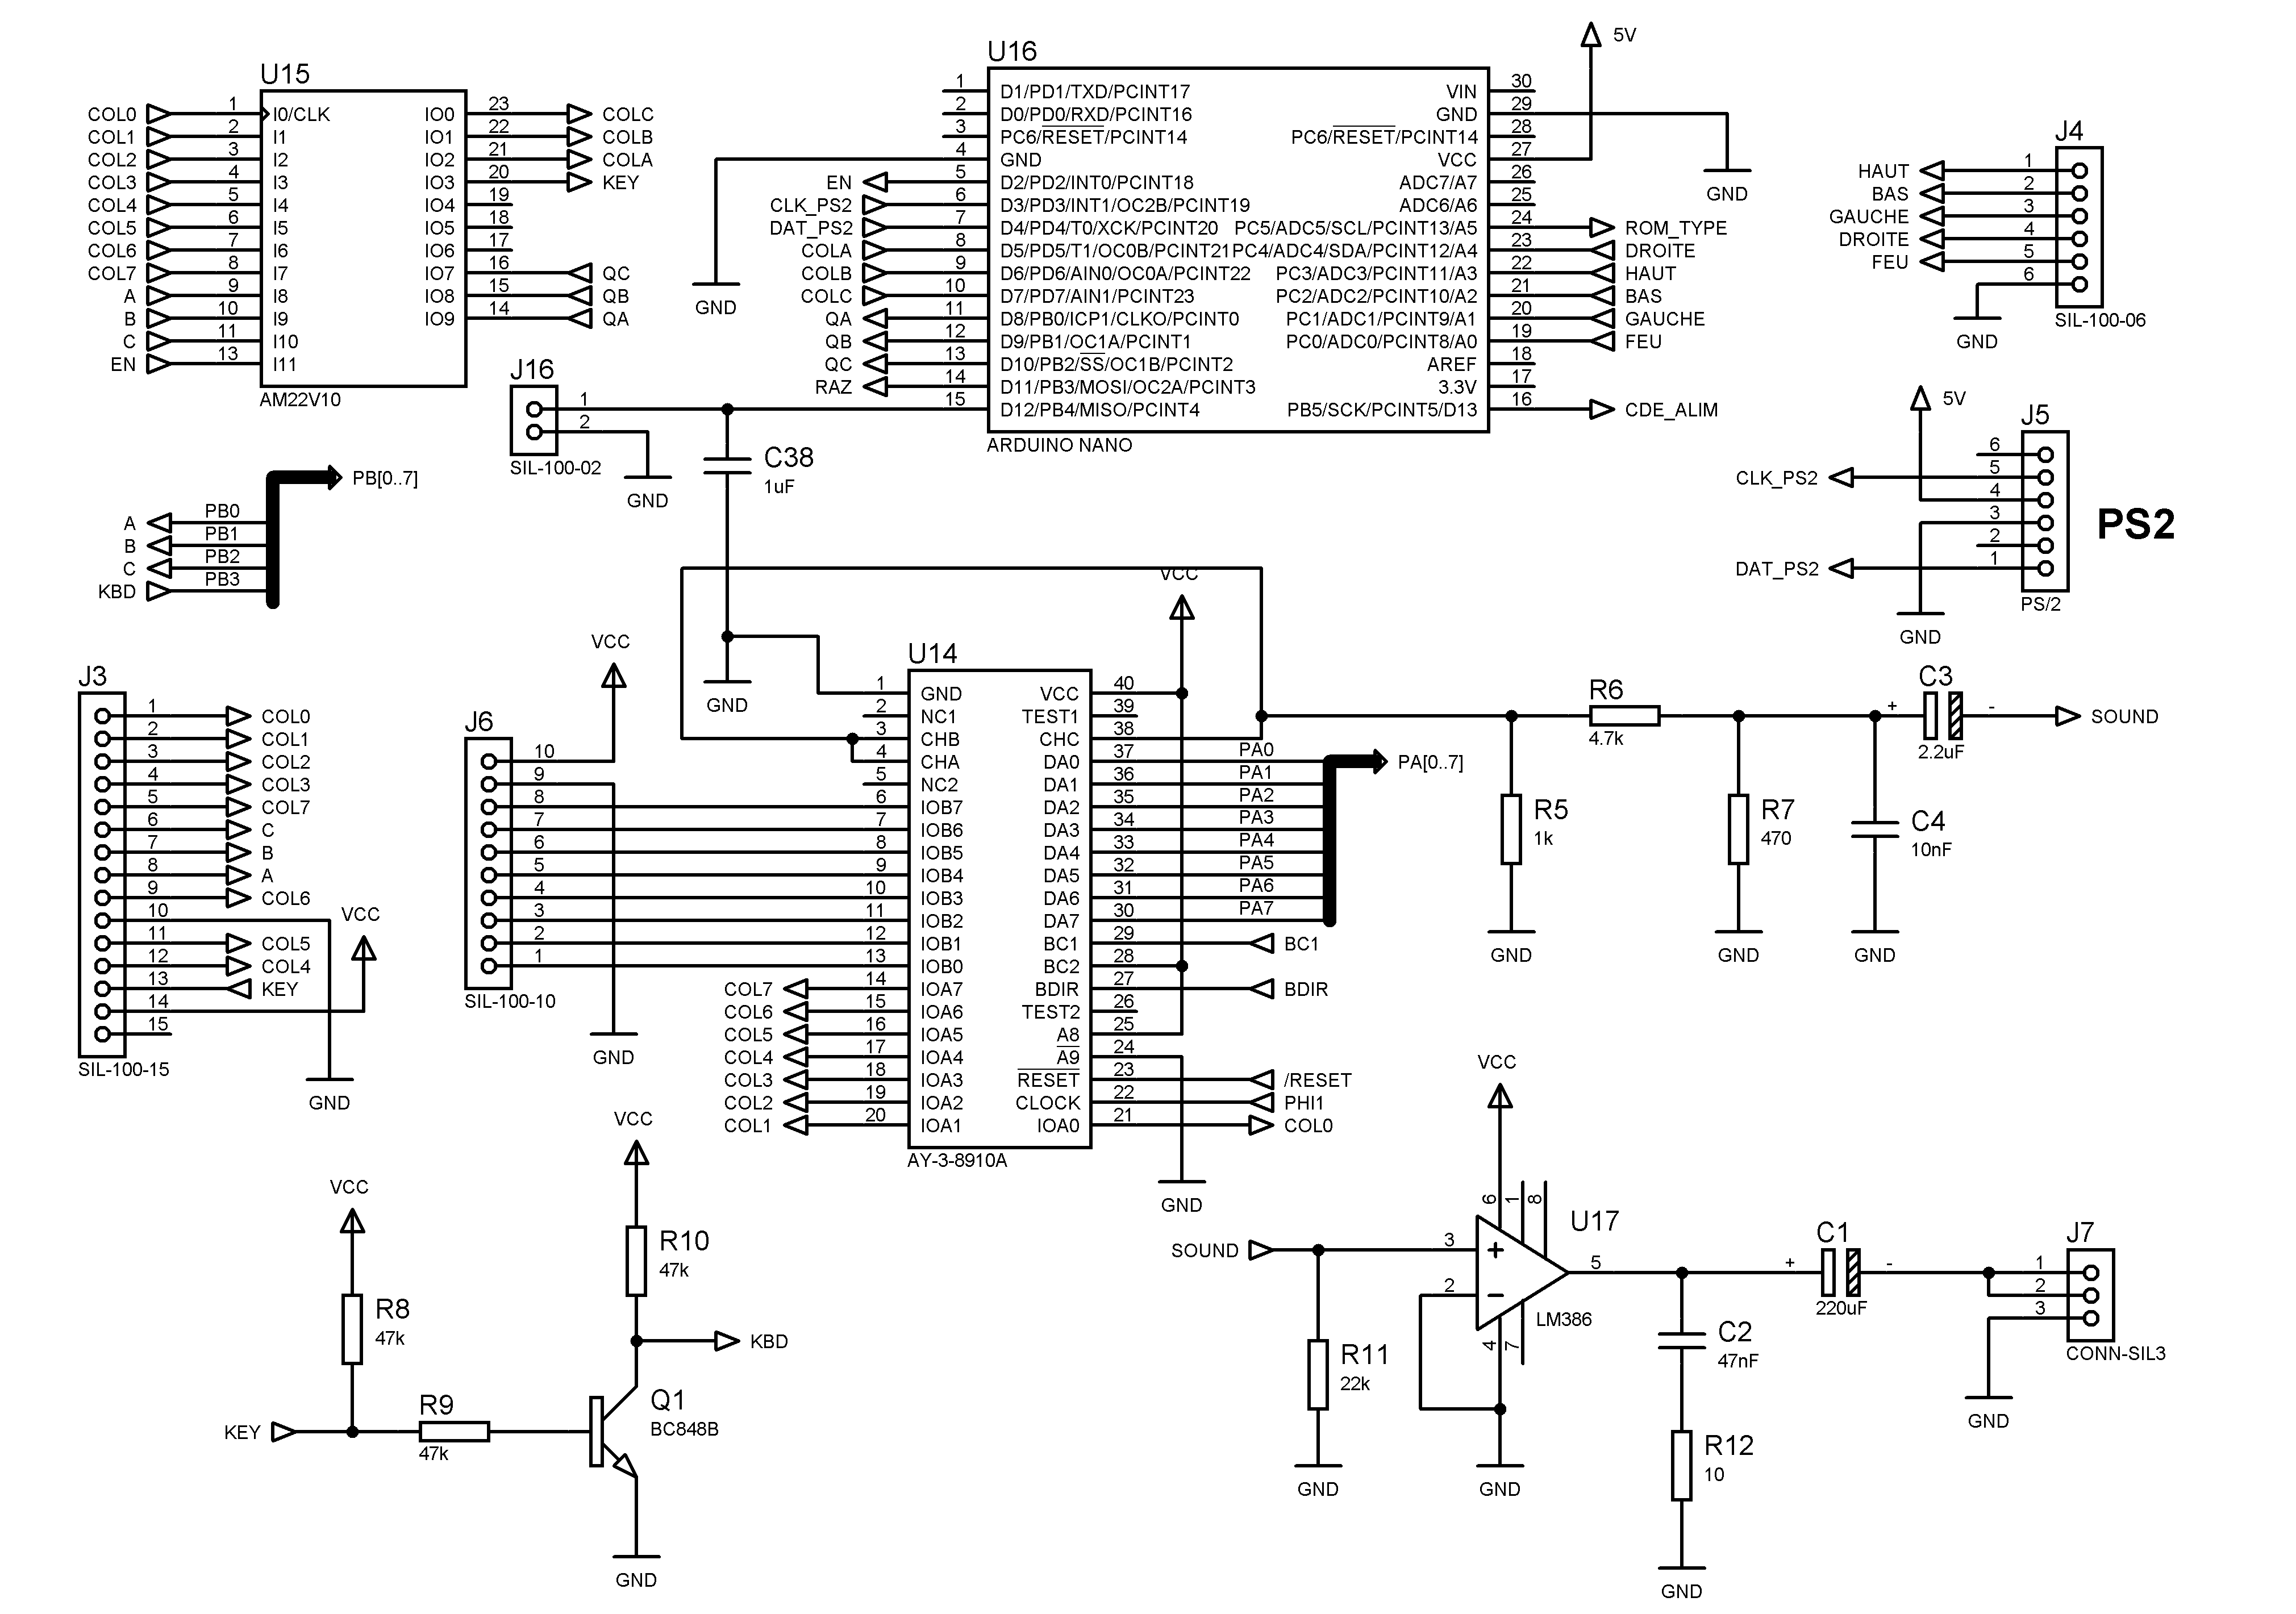 U15
COL0 1 I0/CLK IO0 23 COLC
COL1 2 I1 IO1 22 COLB
COL2 3 I2 IO2 21 COLA
COL3 4 I3 IO3 20 KEY
COL4 5 I4 IO4 19
COL5 6 I5 IO5 18
COL6 7 I6 IO6 17
COL7 8 I7 IO7 16 QC
A 9 I8 IO8 15 QB
B 10 I9 IO9 14 QA
C 11 I10
EN 13 I11
AM22V10
U16
5V
1 D1/PD1/TXD/PCINT17 VIN 30
2 D0/PD0/RXD/PCINT16 GND 29
3 PC6/RESET/PCINT14 PC6/RESET/PCINT14 28
4 GND VCC 27
EN 5 D2/PD2/INT0/PCINT18 ADC7/A7 26
CLK_PS2 6 D3/PD3/INT1/OC2B/PCINT19 ADC6/A6 25
DAT_PS2 7 D4/PD4/T0/XCK/PCINT20 PC5/ADC5/SCL/PCINT13/A5 24 ROM_TYPE
COLA 8 D5/PD5/T1/OC0B/PCINT21 PC4/ADC4/SDA/PCINT12/A4 23 DROITE
COLB 9 D6/PD6/AIN0/OC0A/PCINT22 PC3/ADC3/PCINT11/A3 22 HAUT
COLC 10 D7/PD7/AIN1/PCINT23 PC2/ADC2/PCINT10/A2 21 BAS
QA 11 D8/PB0/ICP1/CLKO/PCINT0 PC1/ADC1/PCINT9/A1 20 GAUCHE
QB 12 D9/PB1/OC1A/PCINT1 PC0/ADC0/PCINT8/A0 19 FEU
QC 13 D10/PB2/SS/OC1B/PCINT2 AREF 18
RAZ 14 D11/PB3/MOSI/OC2A/PCINT3 3.3V 17
15 D12/PB4/MISO/PCINT4 PB5/SCK/PCINT5/D13 16 CDE_ALIM
ARDUINO NANO
GND
GND
J4
HAUT 1
BAS 2
GAUCHE 3
DROITE 4
FEU 5
6
GND
SIL-100-06
J16
1
2
SIL-100-02
GND
C38
1uF
GND
5V
J5
6
CLK_PS2 5
4
3
2
DAT_PS2 1
PS/2
GND
PS2
PB[0..7]
A PB0
B PB1
C PB2
KBD PB3
J3
1 COL0
2 COL1
3 COL2
4 COL3
5 COL7
6 C
7 B
8 A
9 COL6
10 VCC
11 COL5
12 COL4
13 KEY
14
15
SIL-100-15
GND
VCC
J6
10
9
8
7
6
5
4
3
2
1
SIL-100-10
GND
VCC
U14
1 GND VCC 40
2 NC1 TEST1 39
3 CHB CHC 38
4 CHA DA0 37 PA0
5 NC2 DA1 36 PA1
6 IOB7 DA2 35 PA2
7 IOB6 DA3 34 PA3
8 IOB5 DA4 33 PA4
9 IOB4 DA5 32 PA5
10 IOB3 DA6 31 PA6
11 IOB2 DA7 30 PA7
12 IOB1 BC1 29 BC1
13 IOB0 BC2 28
COL7 14 IOA7 BDIR 27 BDIR
COL6 15 IOA6 TEST2 26
COL5 16 IOA5 A8 25
COL4 17 IOA4 A9 24
COL3 18 IOA3 RESET 23 /RESET
COL2 19 IOA2 CLOCK 22 PHI1
COL1 20 IOA1 IOA0 21 COL0
AY-3-8910A
GND
PA[0..7]
R5
1k
GND
R6
4.7k
R7
470
GND
C4
10nF
GND
C3
+ -
2.2uF
SOUND
VCC
R8
47k
KEY
R9
47k
VCC
R10
47k
KBD
Q1
BC848B
GND
VCC
SOUND
R11
22k
GND
6 1 8
U17
3 +
2 -
5
4 7
LM386
GND
C2
47nF
R12
10
GND
C1
+ -
220uF
J7
1
2
3
CONN-SIL3
GND